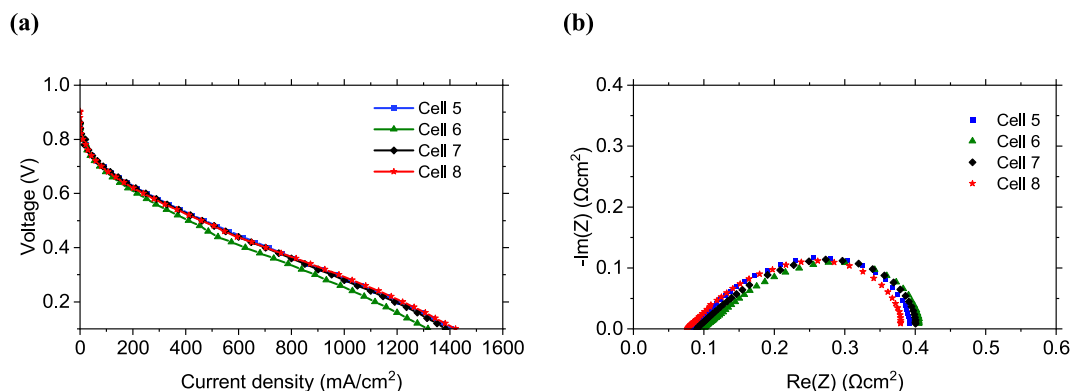 (a)
1.0
0.8
0.6
0.4
0.2
Voltage (V)
0 200 400 600 800 1000 1200 1400 1600
Current density (mA/cm²)
Cell 5
Cell 6
Cell 7
Cell 8
(b)
0.4
0.3
0.2
0.1
0.0
-Im(Z) (Ωcm²)
0.0 0.1 0.2 0.3 0.4 0.5 0.6
Re(Z) (Ωcm²)
Cell 5
Cell 6
Cell 7
Cell 8